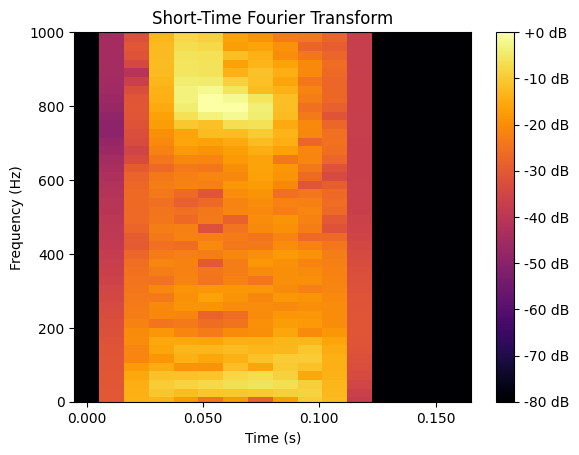 Short-Time Fourier Transform
1000
800
600
400
200
0
Frequency (Hz)
0.000
0.050
0.100
0.150
Time (s)
+0 dB
-10 dB
-20 dB
-30 dB
-40 dB
-50 dB
-60 dB
-70 dB
-80 dB